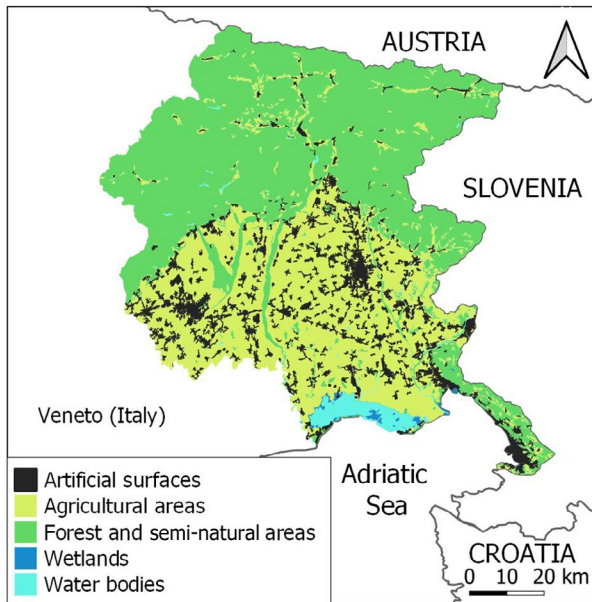 AUSTRIA
SLOVENIA
Veneto (Italy)
Adriatic
Sea
Artificial surfaces
Agricultural areas
Forest and semi-natural areas
Wetlands
Water bodies
CROATIA
0 10 20 km